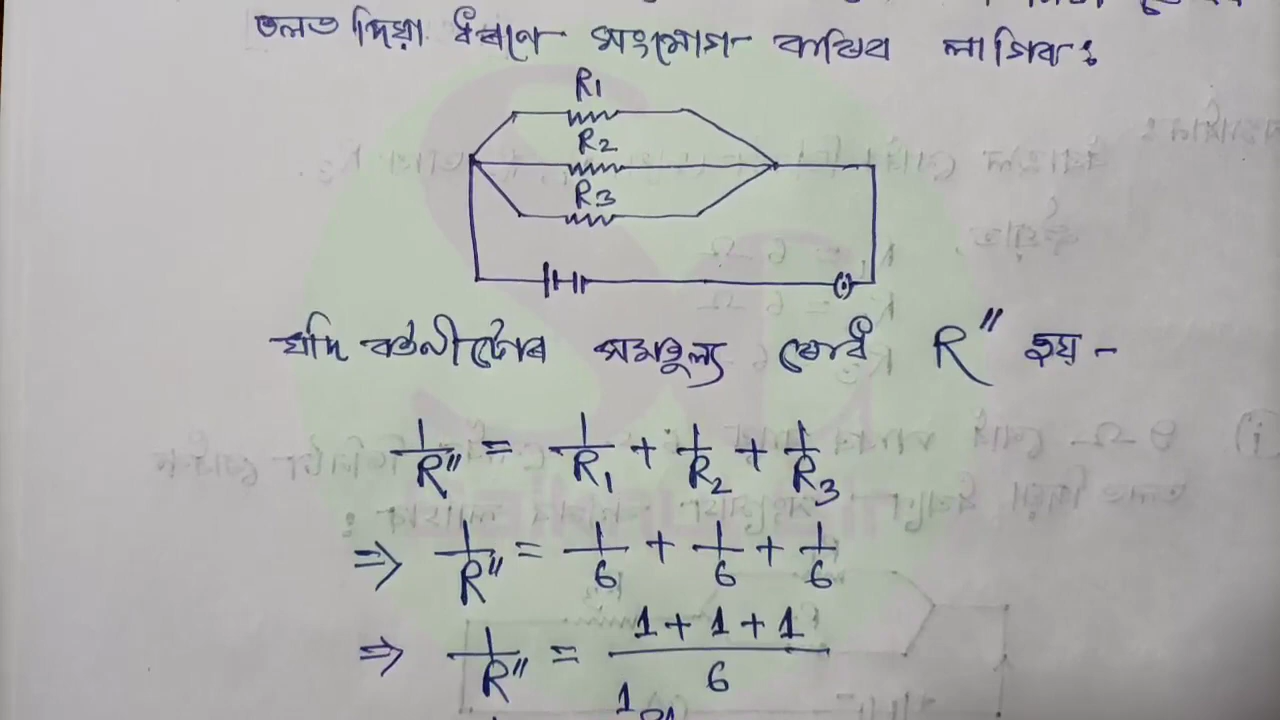 তলত দিয়া ধৰণে সংযোগ কৰিব লাগিব:
R1
R2
R3
যদি বৰ্তনীটোৰ সমতুল্য ৰোধ R" হয় -
1/R" = 1/R1 + 1/R2 + 1/R3
⇒ 1/R" = 1/6 + 1/6 + 1/6
⇒ 1/R" = 1+1+1/6